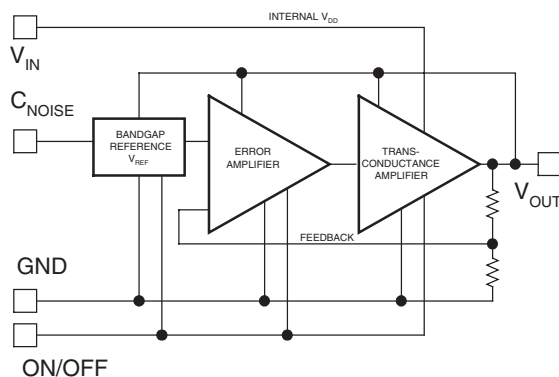 INTERNAL VDD
VIN
CNOISE
BANDGAP
REFERENCE
VREF
ERROR
AMPLIFIER
TRANS-
CONDUCTANCE
AMPLIFIER
VOUT
FEEDBACK
GND
ON/OFF